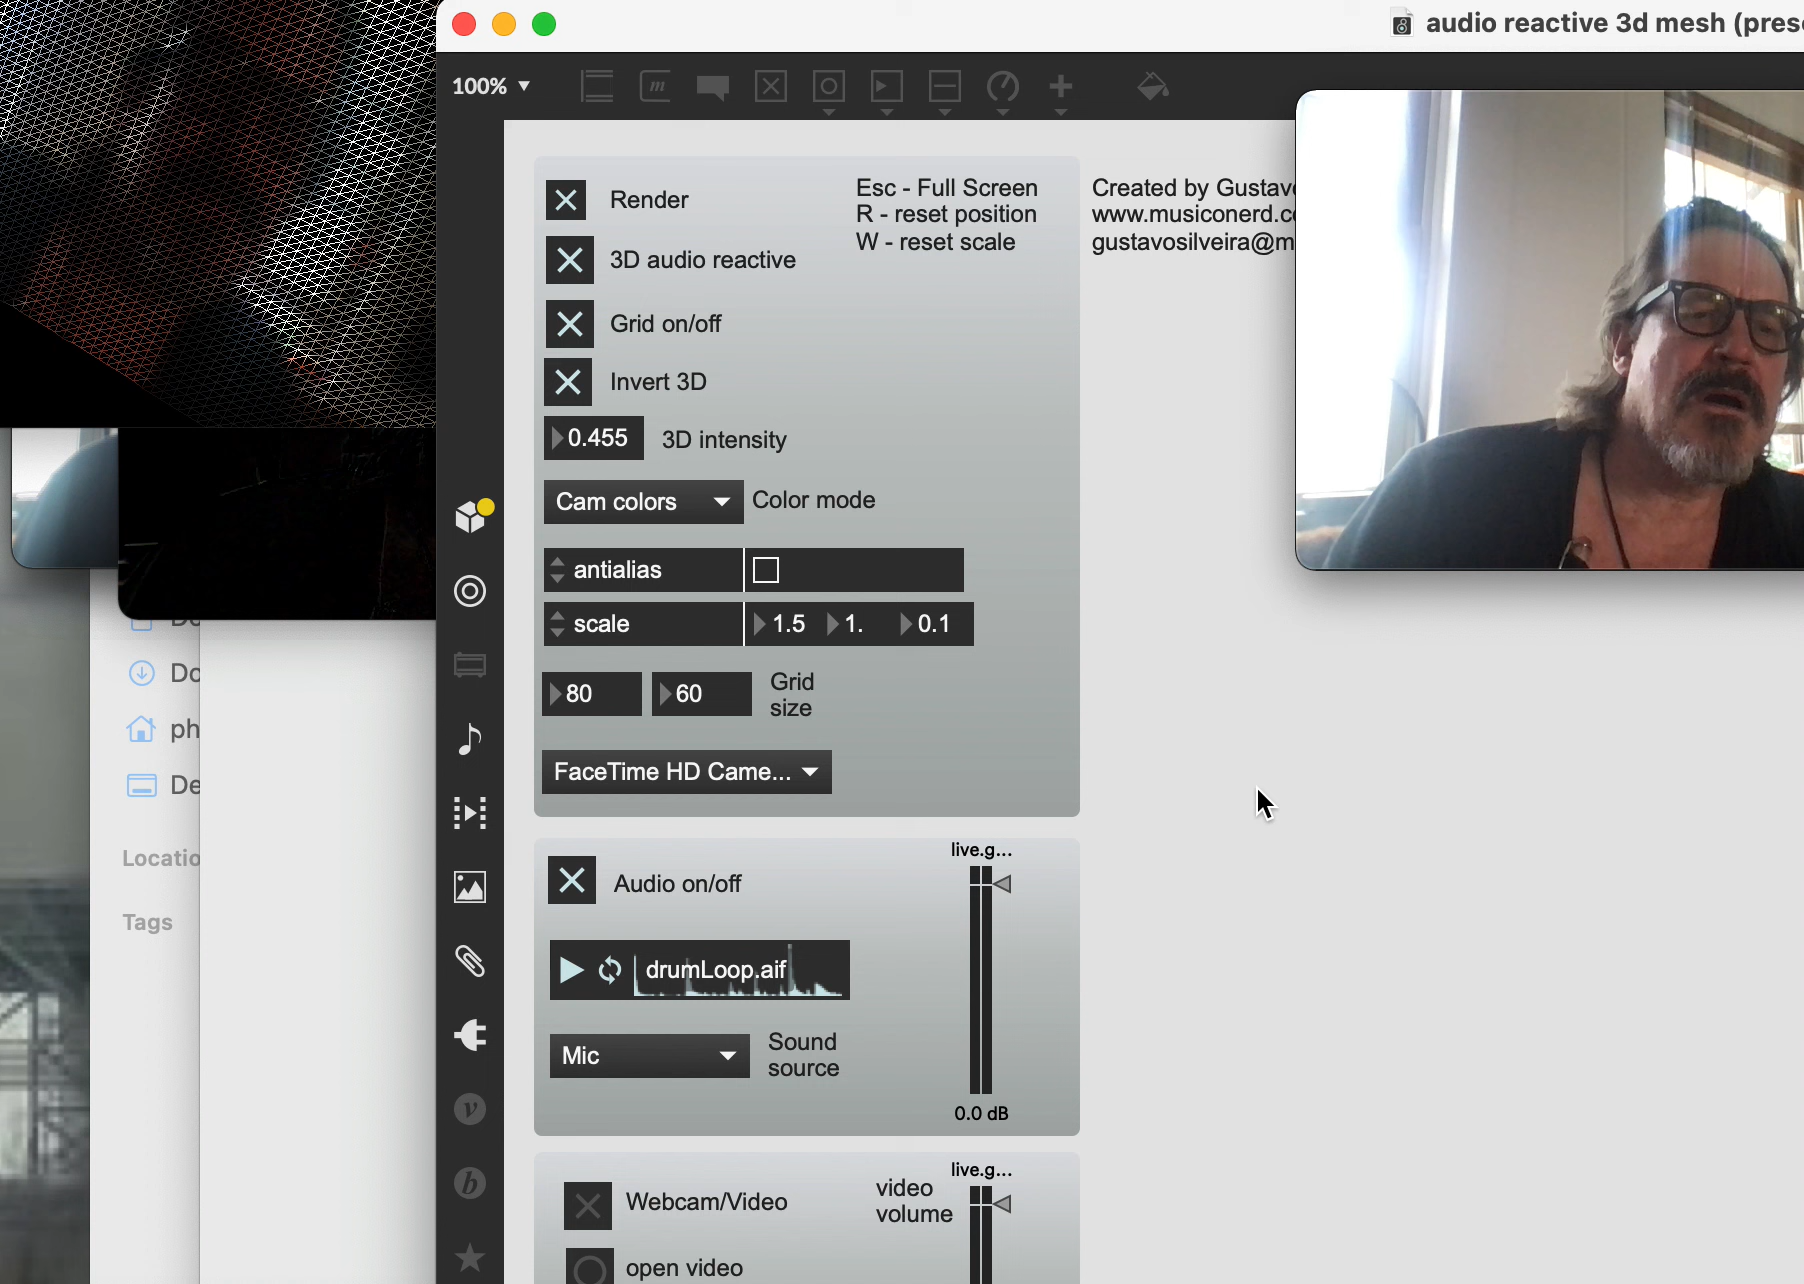 audio reactive 3d mesh (pres
100%
Render
3D audio reactive
Grid on/off
Invert 3D
0.455 3D intensity
Cam colors Color mode
antialias
scale 1.5 1. 0.1
80 60 Grid
size
FaceTime HD Came...
Esc - Full Screen
R - reset position
W - reset scale
Created by Gustav
www.musiconerd.c
gustavosilveira@m
Audio on/off
live.g...
drumLoop.aif
Mic
Sound
source
0.0 dB
Webcam/Video
video
volume
live.g...
open video
Do
ph
De
Locatio
Tags
m
v
b